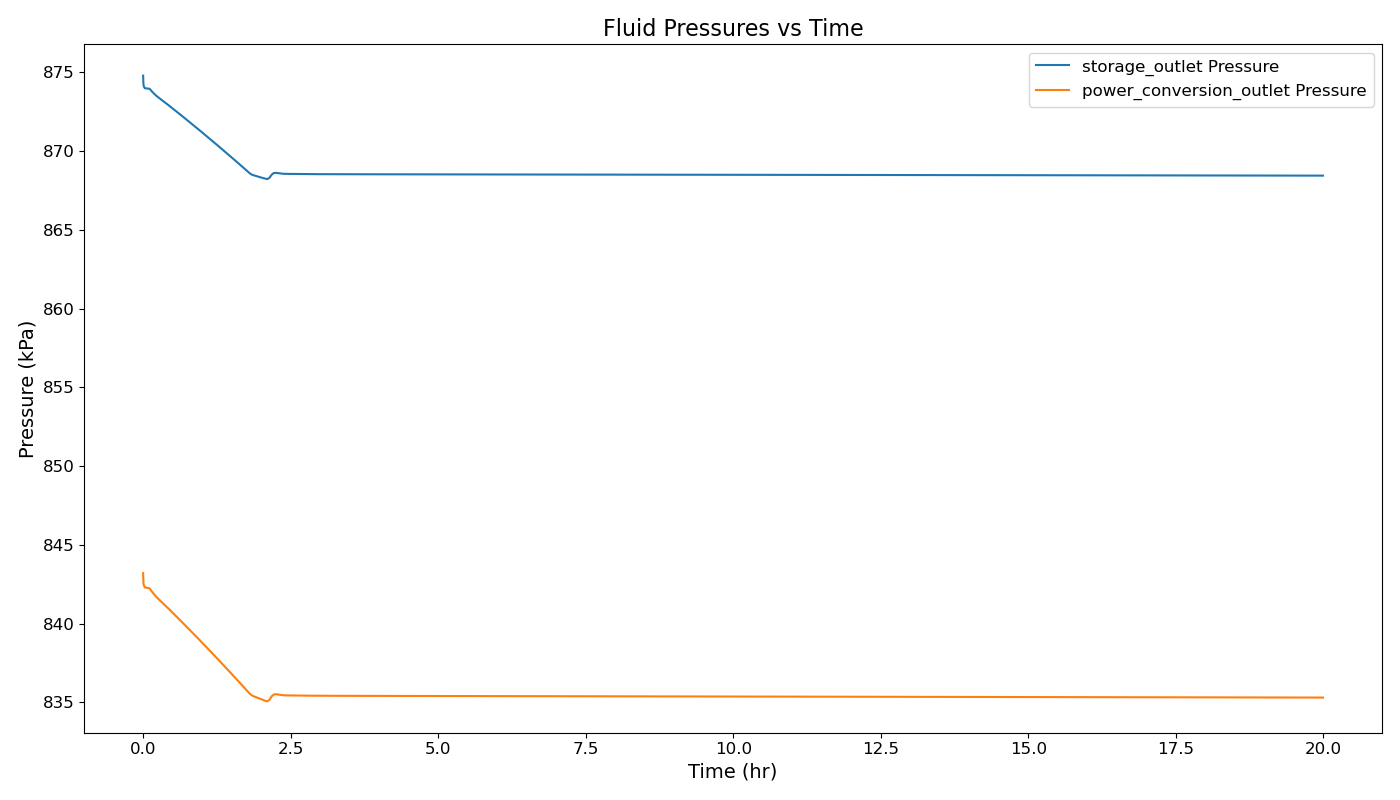 Fluid Pressures vs Time
storage_outlet Pressure
power_conversion_outlet Pressure
Pressure (kPa)
875
870
865
860
855
850
845
840
835
0.0 2.5 5.0 7.5 10.0 12.5 15.0 17.5 20.0
Time (hr)